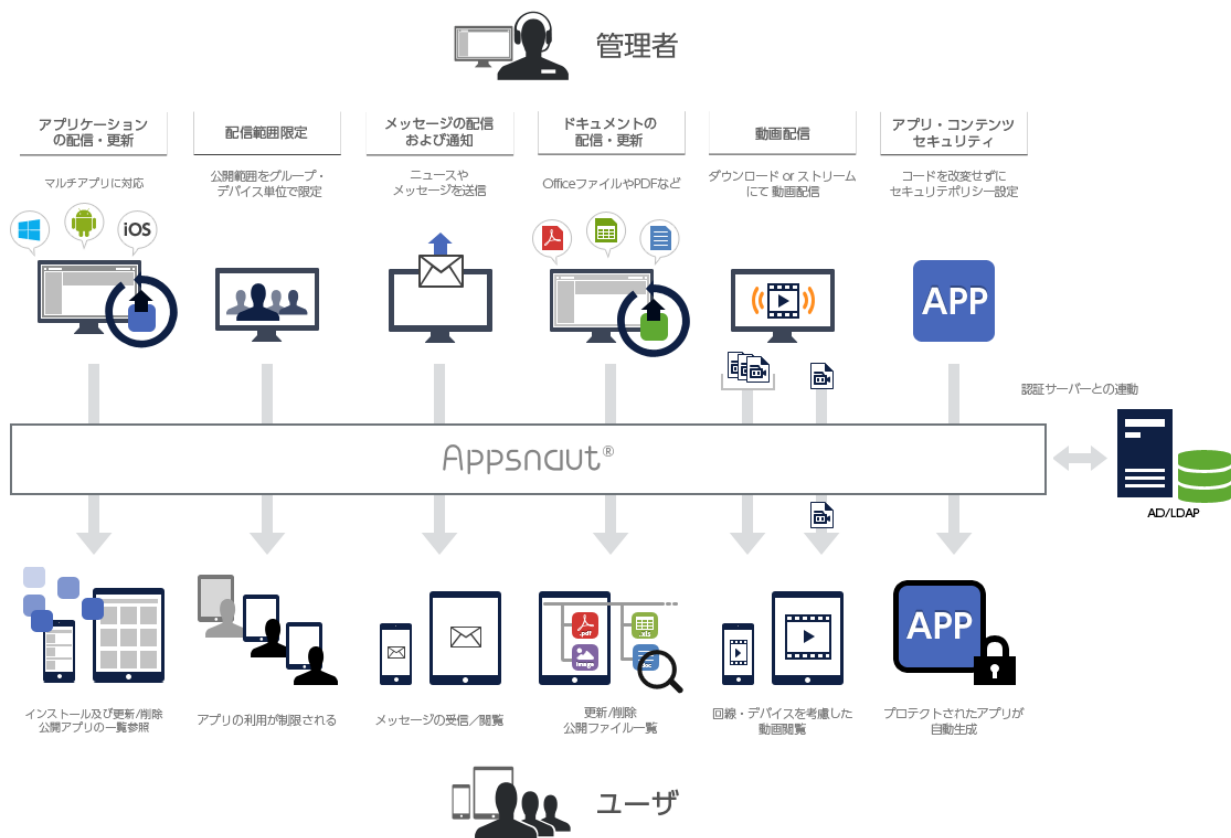 管理者
アプリケーション
の配信・更新
配信範囲限定
メッセージの配信
および通知
ドキュメントの
配信・更新
動画配信
アプリ・コンテンツ
セキュリティ
マルチアプリに対応
公開範囲をグループ・
デバイス単位で限定
ニュースや
メッセージを送信
OfficeファイルやPDFなど
ダウンロード or ストリーム
にて 動画配信
コードを改変せずに
セキュリテポリシー設定
iOS
APP
認証サーバーとの連動
Appsnaut®
AD/LDAP
.pdf
.xls
image
.doc
APP
インストール及び更新/削除
公開アプリの一覧参照
アプリの利用が制限される
メッセージの受信／閲覧
更新/削除
公開ファイル一覧
回線・デバイスを考慮した
動画閲覧
プロテクトされたアプリが
自動生成
ユーザ